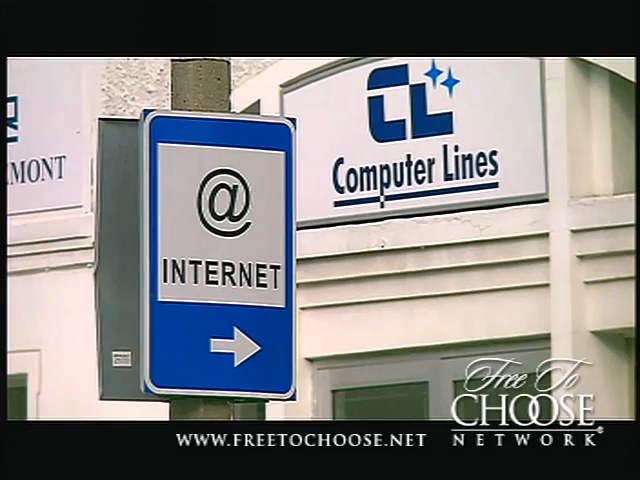 MONT
@
INTERNET
CL
Computer Lines
Free To
CHOOSE
NETWORK®
WWW.FREETOCHOOSE.NET